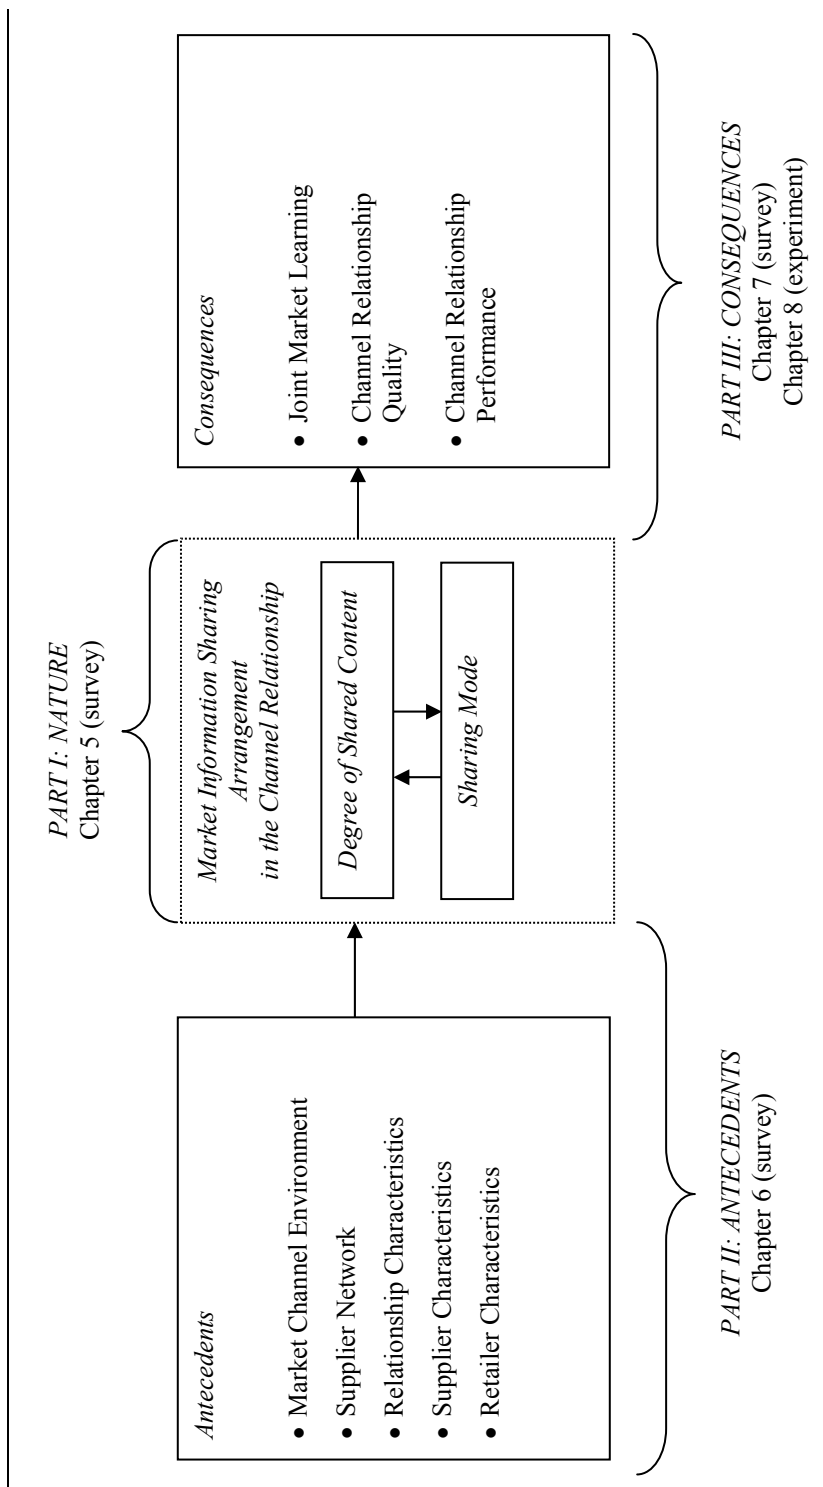 PART I: NATURE
Chapter 5 (survey)
Antecedents
• Market Channel Environment
• Supplier Network
• Relationship Characteristics
• Supplier Characteristics
• Retailer Characteristics
Market Information Sharing
Arrangement
in the Channel Relationship
Degree of Shared Content
Sharing Mode
Consequences
• Joint Market Learning
• Channel Relationship
Quality
• Channel Relationship
Performance
PART II: ANTECEDENTS
Chapter 6 (survey)
PART III: CONSEQUENCES
Chapter 7 (survey)
Chapter 8 (experiment)